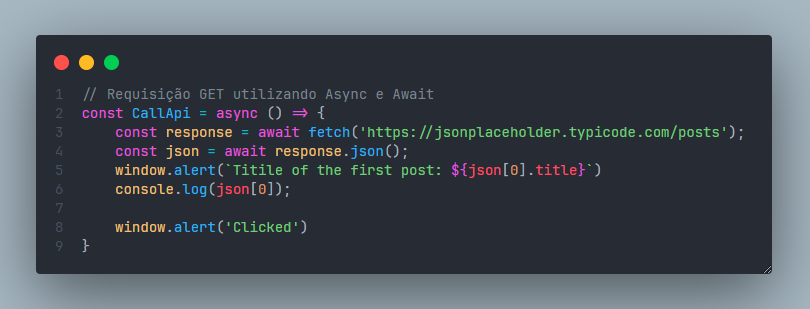 1 // Requisição GET utilizando Async e Await
2 const CallApi = async () => {
3     const response = await fetch('https://jsonplaceholder.typicode.com/posts');
4     const json = await response.json();
5     window.alert(`Titile of the first post: ${json[0].title}`)
6     console.log(json[0]);
7
8     window.alert('Clicked')
9 }